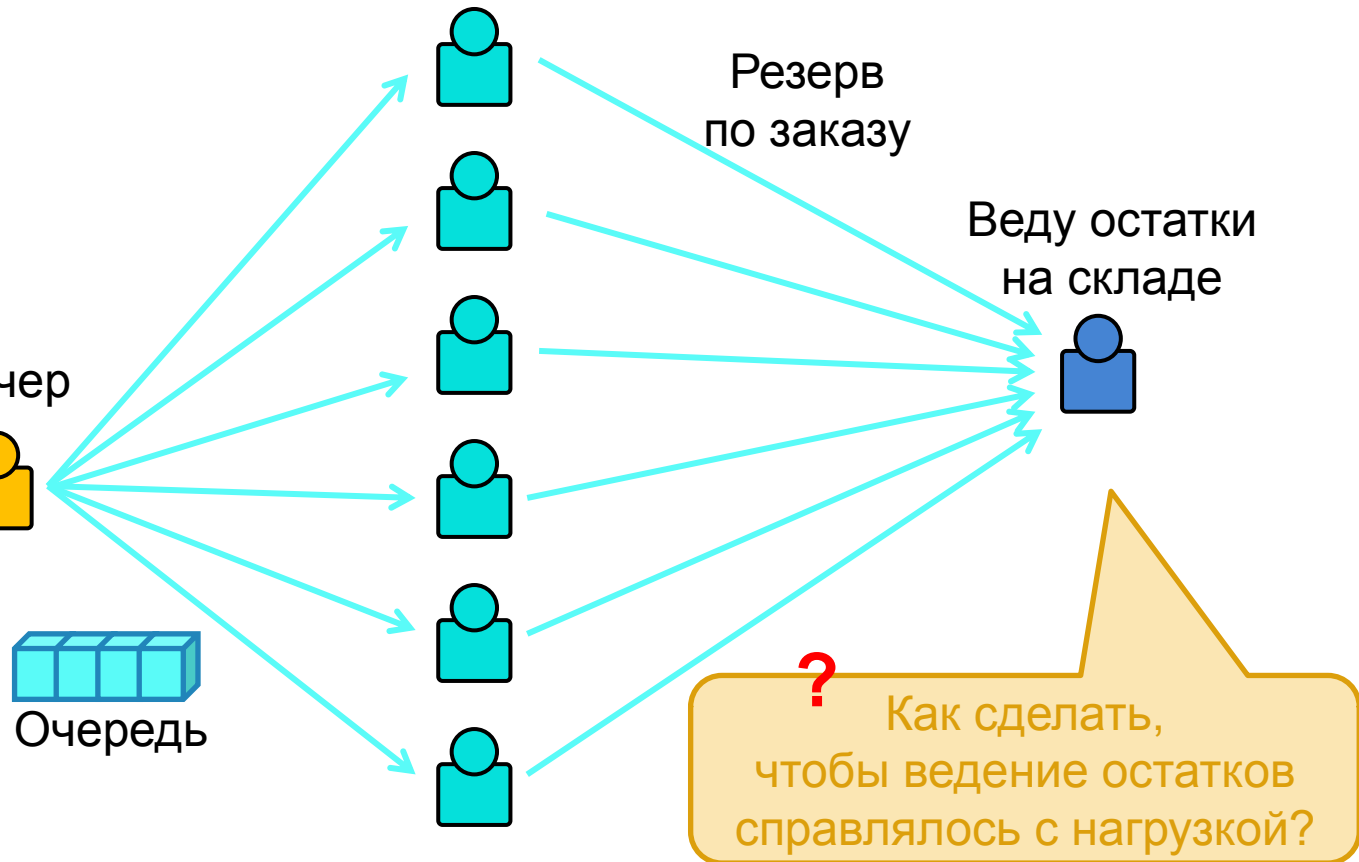 Резерв
по заказу
Веду остатки
на складе
чер
Очередь
?
Как сделать,
чтобы ведение остатков
справлялось с нагрузкой?